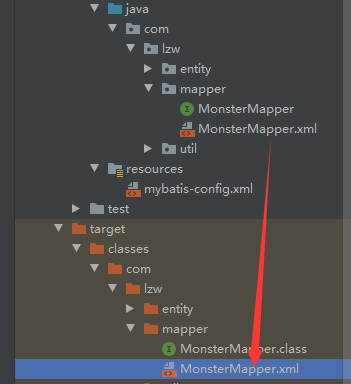 java
com
lzw
entity
mapper
MonsterMapper
MonsterMapper.xml
util
resources
mybatis-config.xml
test
target
classes
com
lzw
entity
mapper
MonsterMapper.class
MonsterMapper.xml